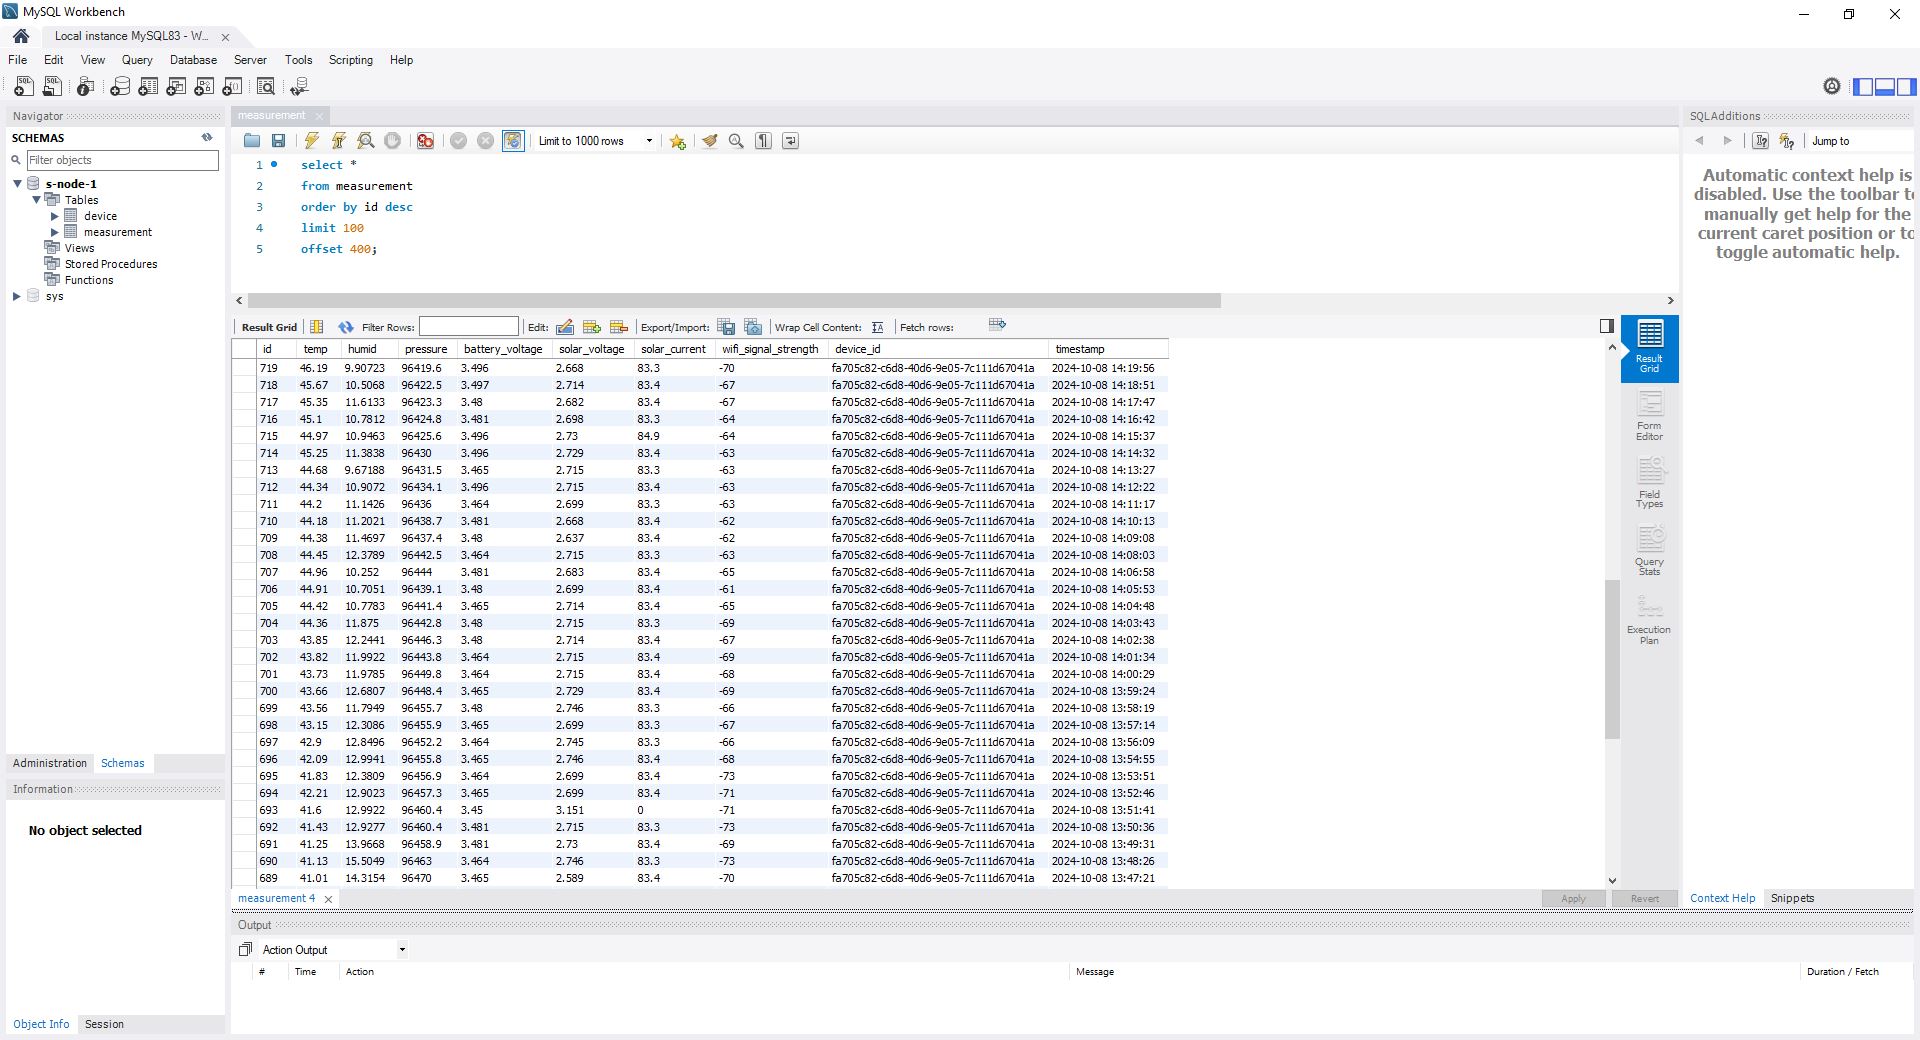 MySQL Workbench
Local instance MySQL83 - W...
File Edit View Query Database Server Tools Scripting Help
Navigator
SCHEMAS
Filter objects
s-node-1
Tables
device
measurement
Views
Stored Procedures
Functions
sys
Administration Schemas
Information
No object selected
Object Info Session
measurement
Limit to 1000 rows
1 select *
2 from measurement
3 order by id desc
4 limit 100
5 offset 400;
Result Grid Filter Rows: Edit: Export/Import: Wrap Cell Content: Fetch rows:
id temp humid pressure battery_voltage solar_voltage solar_current wifi_signal_strength device_id timestamp
719 46.19 9.90723 96419.6 3.496 2.668 83.3 -70 fa705c82-c6d8-40d6-9e05-7c111d67041a 2024-10-08 14:19:56
718 45.67 10.5068 96422.5 3.497 2.714 83.4 -67 fa705c82-c6d8-40d6-9e05-7c111d67041a 2024-10-08 14:18:51
717 45.35 11.6133 96423.3 3.48 2.682 83.4 -67 fa705c82-c6d8-40d6-9e05-7c111d67041a 2024-10-08 14:17:47
716 45.1 10.7812 96424.8 3.481 2.698 83.3 -64 fa705c82-c6d8-40d6-9e05-7c111d67041a 2024-10-08 14:16:42
715 44.97 10.9463 96425.6 3.496 2.73 84.9 -64 fa705c82-c6d8-40d6-9e05-7c111d67041a 2024-10-08 14:15:37
714 45.25 11.3838 96430 3.496 2.729 83.4 -63 fa705c82-c6d8-40d6-9e05-7c111d67041a 2024-10-08 14:14:32
713 44.68 9.67188 96431.5 3.465 2.715 83.3 -63 fa705c82-c6d8-40d6-9e05-7c111d67041a 2024-10-08 14:13:27
712 44.34 10.9072 96434.1 3.496 2.715 83.4 -63 fa705c82-c6d8-40d6-9e05-7c111d67041a 2024-10-08 14:12:22
711 44.2 11.1426 96436 3.464 2.699 83.3 -63 fa705c82-c6d8-40d6-9e05-7c111d67041a 2024-10-08 14:11:17
710 44.18 11.2021 96438.7 3.481 2.668 83.4 -62 fa705c82-c6d8-40d6-9e05-7c111d67041a 2024-10-08 14:10:13
709 44.38 11.4697 96437.4 3.48 2.637 83.4 -62 fa705c82-c6d8-40d6-9e05-7c111d67041a 2024-10-08 14:09:08
708 44.45 12.3789 96442.5 3.464 2.715 83.3 -63 fa705c82-c6d8-40d6-9e05-7c111d67041a 2024-10-08 14:08:03
707 44.96 10.252 96444 3.481 2.683 83.4 -65 fa705c82-c6d8-40d6-9e05-7c111d67041a 2024-10-08 14:06:58
706 44.91 10.7051 96439.1 3.48 2.699 83.4 -61 fa705c82-c6d8-40d6-9e05-7c111d67041a 2024-10-08 14:05:53
705 44.42 10.7783 96441.4 3.465 2.714 83.4 -65 fa705c82-c6d8-40d6-9e05-7c111d67041a 2024-10-08 14:04:48
704 44.36 11.875 96442.8 3.48 2.715 83.3 -69 fa705c82-c6d8-40d6-9e05-7c111d67041a 2024-10-08 14:03:43
703 43.85 12.2441 96446.3 3.48 2.714 83.4 -67 fa705c82-c6d8-40d6-9e05-7c111d67041a 2024-10-08 14:02:38
702 43.82 11.9922 96443.8 3.464 2.715 83.4 -69 fa705c82-c6d8-40d6-9e05-7c111d67041a 2024-10-08 14:01:34
701 43.73 11.9785 96449.8 3.464 2.715 83.4 -68 fa705c82-c6d8-40d6-9e05-7c111d67041a 2024-10-08 14:00:29
700 43.66 12.6807 96448.4 3.465 2.729 83.4 -69 fa705c82-c6d8-40d6-9e05-7c111d67041a 2024-10-08 13:59:24
699 43.56 11.7949 96455.7 3.48 2.746 83.3 -66 fa705c82-c6d8-40d6-9e05-7c111d67041a 2024-10-08 13:58:19
698 43.15 12.3086 96455.9 3.465 2.699 83.3 -67 fa705c82-c6d8-40d6-9e05-7c111d67041a 2024-10-08 13:57:14
697 42.9 12.8496 96452.2 3.464 2.745 83.3 -66 fa705c82-c6d8-40d6-9e05-7c111d67041a 2024-10-08 13:56:09
696 42.09 12.9941 96455.8 3.465 2.746 83.4 -68 fa705c82-c6d8-40d6-9e05-7c111d67041a 2024-10-08 13:54:55
695 41.83 12.3809 96456.9 3.464 2.699 83.4 -73 fa705c82-c6d8-40d6-9e05-7c111d67041a 2024-10-08 13:53:51
694 42.21 12.9023 96457.3 3.465 2.699 83.4 -71 fa705c82-c6d8-40d6-9e05-7c111d67041a 2024-10-08 13:52:46
693 41.6 12.9922 96460.4 3.45 3.151 0 -71 fa705c82-c6d8-40d6-9e05-7c111d67041a 2024-10-08 13:51:41
692 41.43 12.9277 96460.4 3.481 2.715 83.3 -73 fa705c82-c6d8-40d6-9e05-7c111d67041a 2024-10-08 13:50:36
691 41.25 13.9668 96458.9 3.481 2.73 83.4 -69 fa705c82-c6d8-40d6-9e05-7c111d67041a 2024-10-08 13:49:31
690 41.13 15.5049 96463 3.464 2.746 83.3 -73 fa705c82-c6d8-40d6-9e05-7c111d67041a 2024-10-08 13:48:26
689 41.01 14.3154 96470 3.465 2.589 83.4 -70 fa705c82-c6d8-40d6-9e05-7c111d67041a 2024-10-08 13:47:21
Result
Grid
Form
Editor
Field
Types
Query
Stats
Execution
Plan
measurement 4
Apply Revert
Output
Action Output
# Time Action Message Duration / Fetch
SQLAdditions
Jump to
Automatic context help is
disabled. Use the toolbar to
manually get help for the
current caret position or to
toggle automatic help.
Context Help Snippets